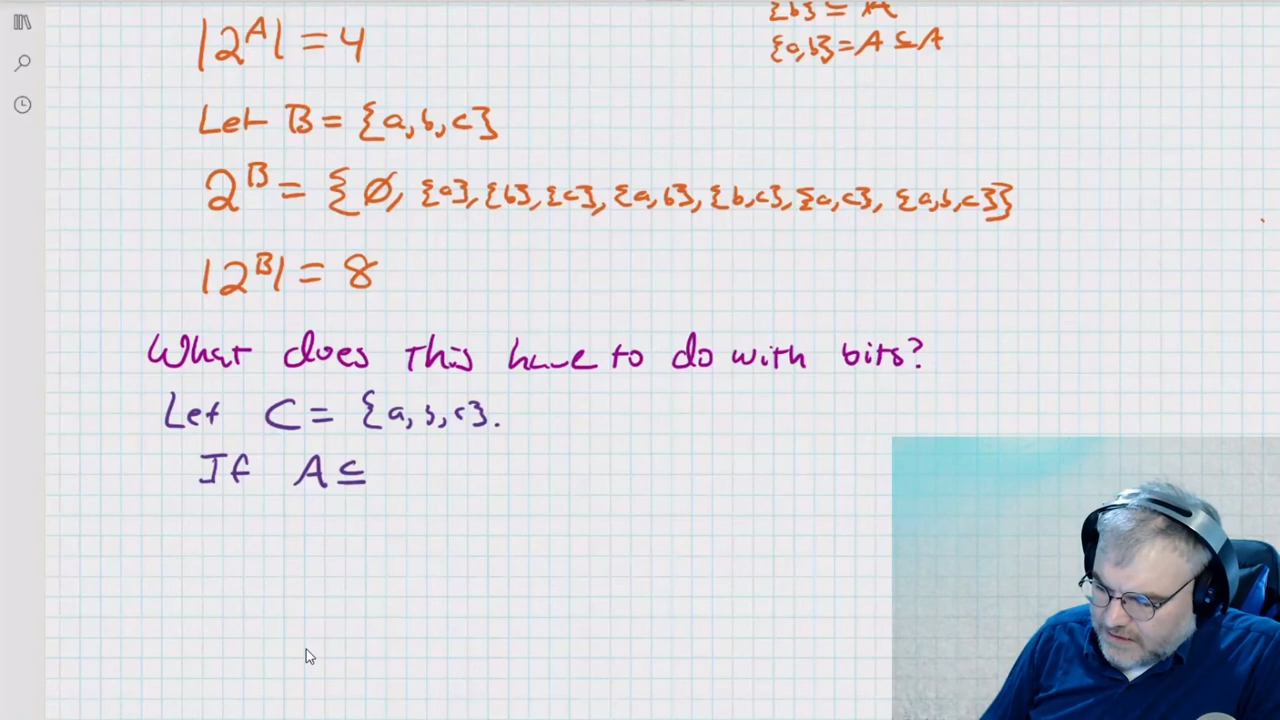 |2^A| = 4
{b} ⊆ A
{a,b} = A ⊆ A
Let B = {a, b, c}
2^B = {∅, {a}, {b}, {c}, {a,b}, {b,c}, {a,c}, {a,b,c}}
|2^B| = 8
What does this have to do with bits?
Let C = {a, b, c}.
If A ⊆